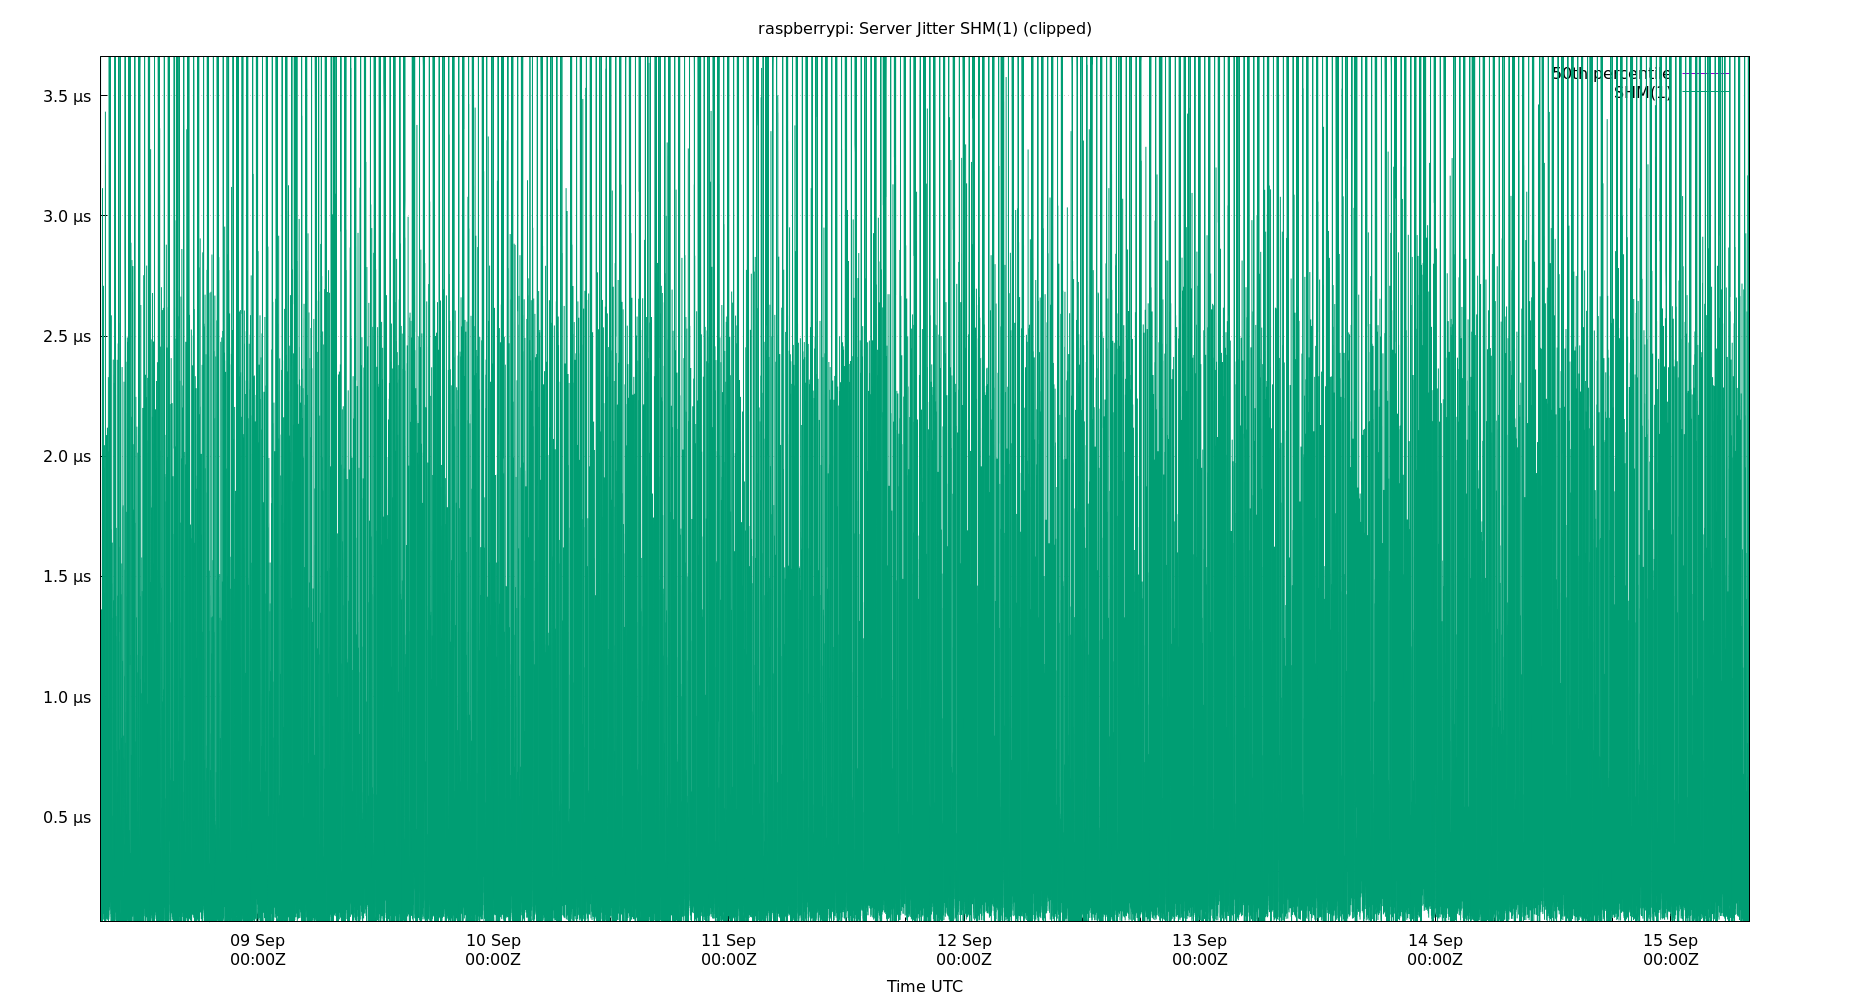 raspberrypi: Server Jitter SHM(1) (clipped)
50th percentile
SHM(1)
3.5 µs
3.0 µs
2.5 µs
2.0 µs
1.5 µs
1.0 µs
0.5 µs
09 Sep
00:00Z
10 Sep
00:00Z
11 Sep
00:00Z
12 Sep
00:00Z
13 Sep
00:00Z
14 Sep
00:00Z
15 Sep
00:00Z
Time UTC